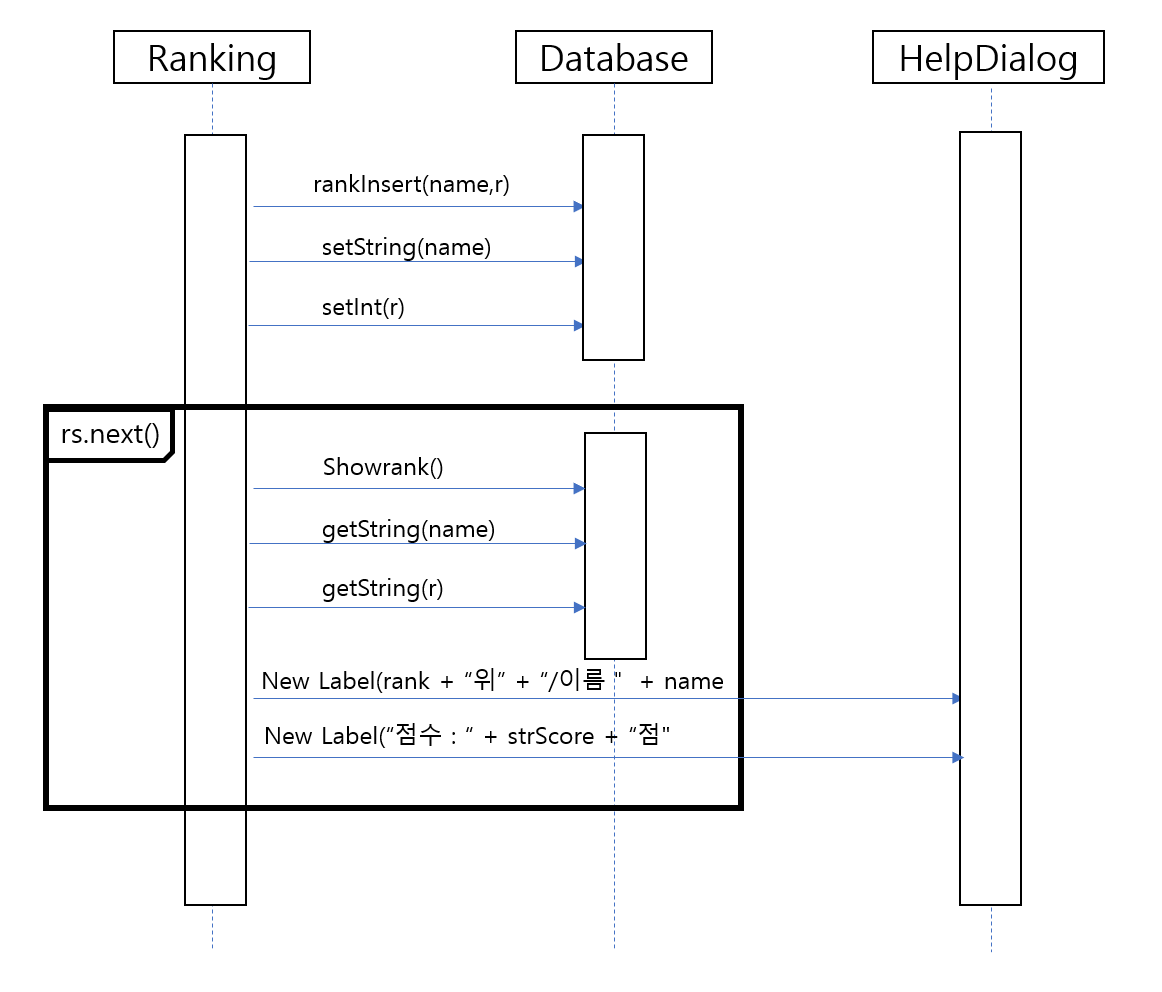 Ranking
Database
HelpDialog
rankInsert(name,r)
setString(name)
setInt(r)
rs.next()
Showrank()
getString(name)
getString(r)
New Label(rank + “위” + “/이름 " + name
New Label(“점수 : “ + strScore + “점"